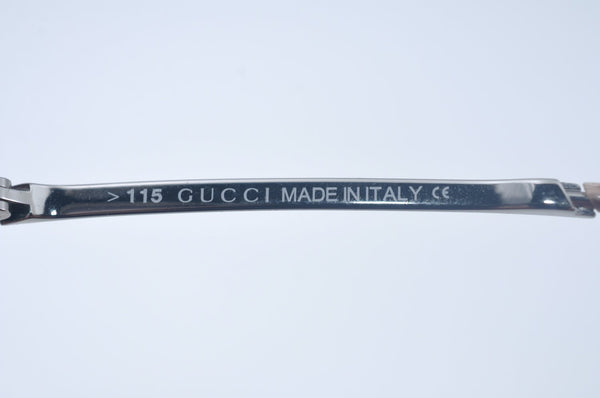 >115 GUCCI MADE IN ITALY CE